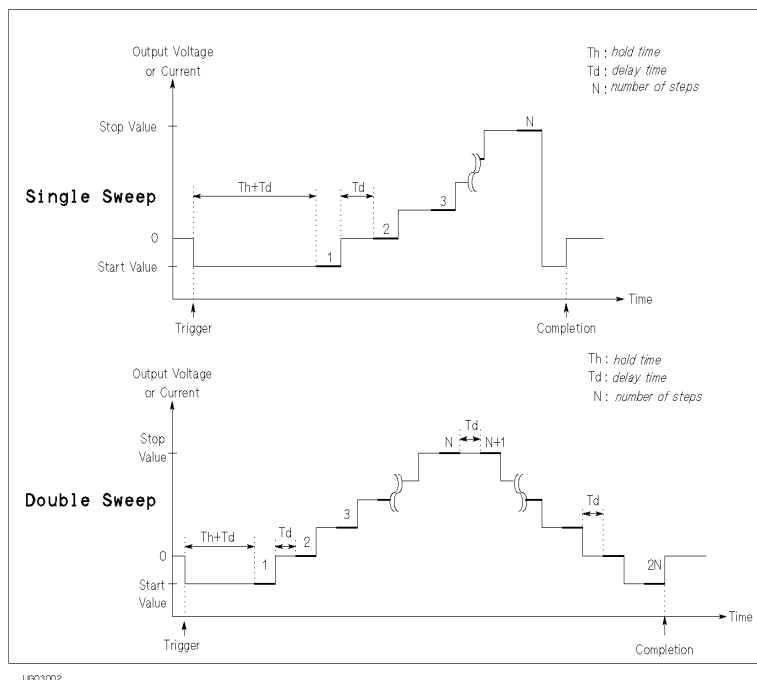 Output Voltage
or Current
Th : hold time
Td : delay time
N : number of steps
Stop Value
N
Single Sweep
Th+Td
Td
3
2
0
1
Start Value
Time
Trigger
Completion
Output Voltage
or Current
Th : hold time
Td : delay time
N : number of steps
Stop
Value
Td
N
N+1
Double Sweep
3
Td
Th+Td
Td
2
0
1
2N
Start
Value
Time
Trigger
Completion
UG03002